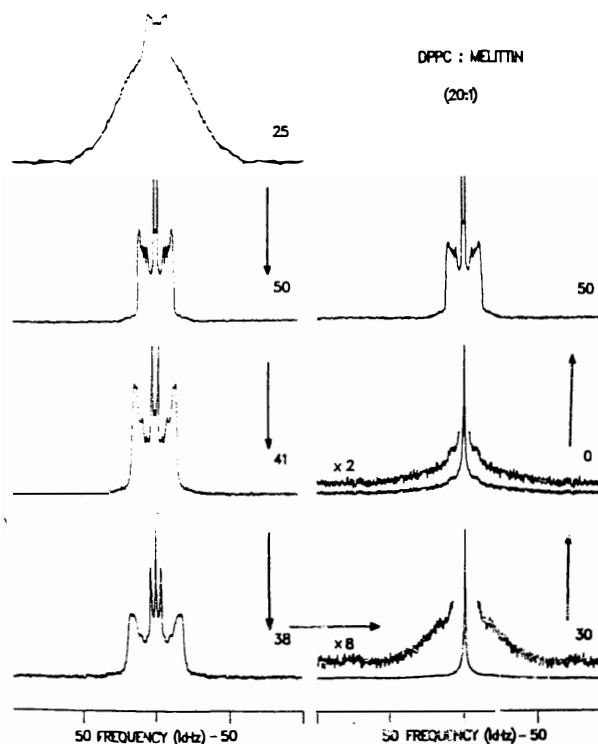 DPPC : MELITTIN
(20:1)
25
50
50
41
x 2
0
38
x 8
30
50 FREQUENCY (kHz) - 50
50 FREQUENCY (kHz) - 50